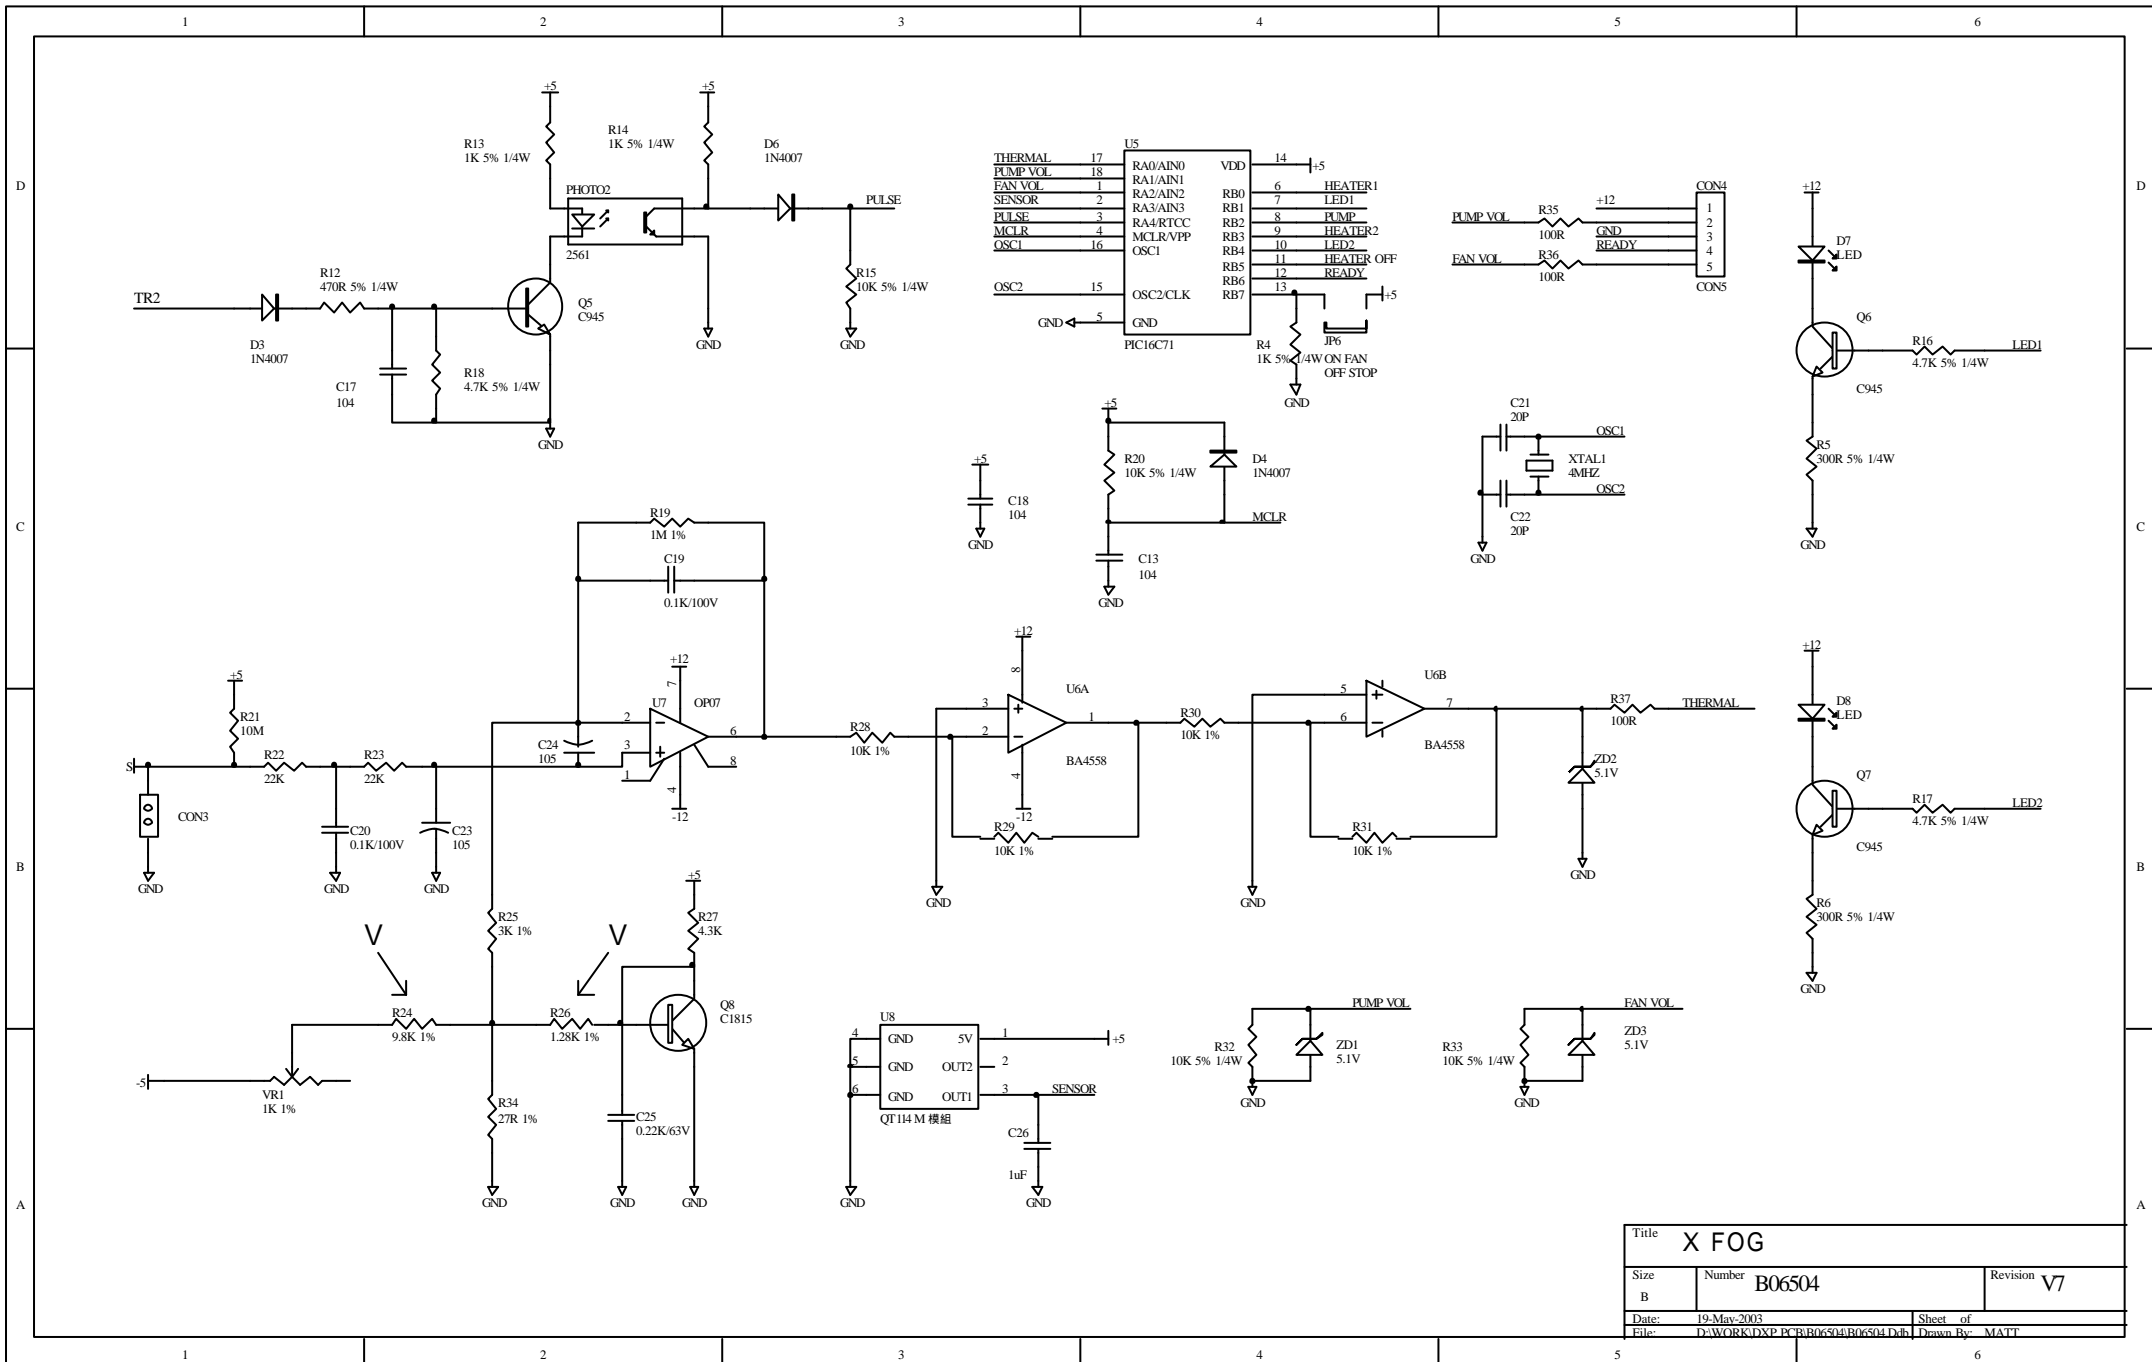 1 2 3 4 5 6
D
C
B
A
+5
R13
1K 5% 1/4W
R14
1K 5% 1/4W
+5
D6
1N4007
PHOTO2
2561
PULSE
R15
10K 5% 1/4W
GND
GND
TR2
D3
1N4007
R12
470R 5% 1/4W
Q5
C945
C17
104
R18
4.7K 5% 1/4W
GND
U5
THERMAL 17 RA0/AIN0
PUMP VOL 18 RA1/AIN1
FAN VOL 1 RA2/AIN2
SENSOR 2 RA3/AIN3
PULSE 3 RA4/RTCC
MCLR 4 MCLR/VPP
OSC1 16 OSC1
OSC2 15 OSC2/CLK
GND 5 GND
VDD 14 +5
RB0 6 HEATER1
RB1 7 LED1
RB2 8 PUMP
RB3 9 HEATER2
RB4 10 LED2
RB5 11 HEATER OFF
RB6 12 READY
RB7 13 +5
PIC16C71
R4
1K 5% 1/4W
JP6
ON FAN
OFF STOP
GND
CON4
+12 1
PUMP VOL R35 100R 2
GND 3
READY 4
FAN VOL R36 100R 5
CON5
+12
D7
LED
Q6
C945
R16
4.7K 5% 1/4W
LED1
R5
300R 5% 1/4W
GND
+5
C18
104
GND
+5
R20
10K 5% 1/4W
D4
1N4007
MCLR
C13
104
GND
C21
20P
OSC1
XTAL1
4MHZ
OSC2
C22
20P
GND
R19
1M 1%
C19
0.1K/100V
+5
R21
10M
S
CON3
GND
R22
22K
R23
22K
C20
0.1K/100V
GND
C23
105
GND
C24
105
+12
7
U7
OP07
2
3
6
1
8
4
-12
R28
10K 1%
+12
8
U6A
3
2
1
BA4558
4
-12
R29
10K 1%
GND
R30
10K 1%
U6B
5
6
7
BA4558
R31
10K 1%
GND
ZD2
5.1V
GND
R37
100R
THERMAL
+12
D8
LED
Q7
C945
R17
4.7K 5% 1/4W
LED2
R6
300R 5% 1/4W
GND
V
V
R25
3K 1%
+5
R27
4.3K
R24
9.8K 1%
R26
1.28K 1%
Q8
C1815
-5
VR1
1K 1%
R34
27R 1%
C25
0.22K/63V
GND
GND
GND
U8
4 GND 5V 1 +5
5 GND OUT2 2
6 GND OUT1 3 SENSOR
QT114 M 模組
C26
1uF
GND
GND
PUMP VOL
R32
10K 5% 1/4W
ZD1
5.1V
GND
FAN VOL
R33
10K 5% 1/4W
ZD3
5.1V
GND
Title X FOG
Size B Number B06504 Revision V7
Date: 19-May-2003 Sheet of
File: D:\WORK\DXP PCB\B06504\B06504.Ddb Drawn By: MATT
D
C
B
A
1 2 3 4 5 6